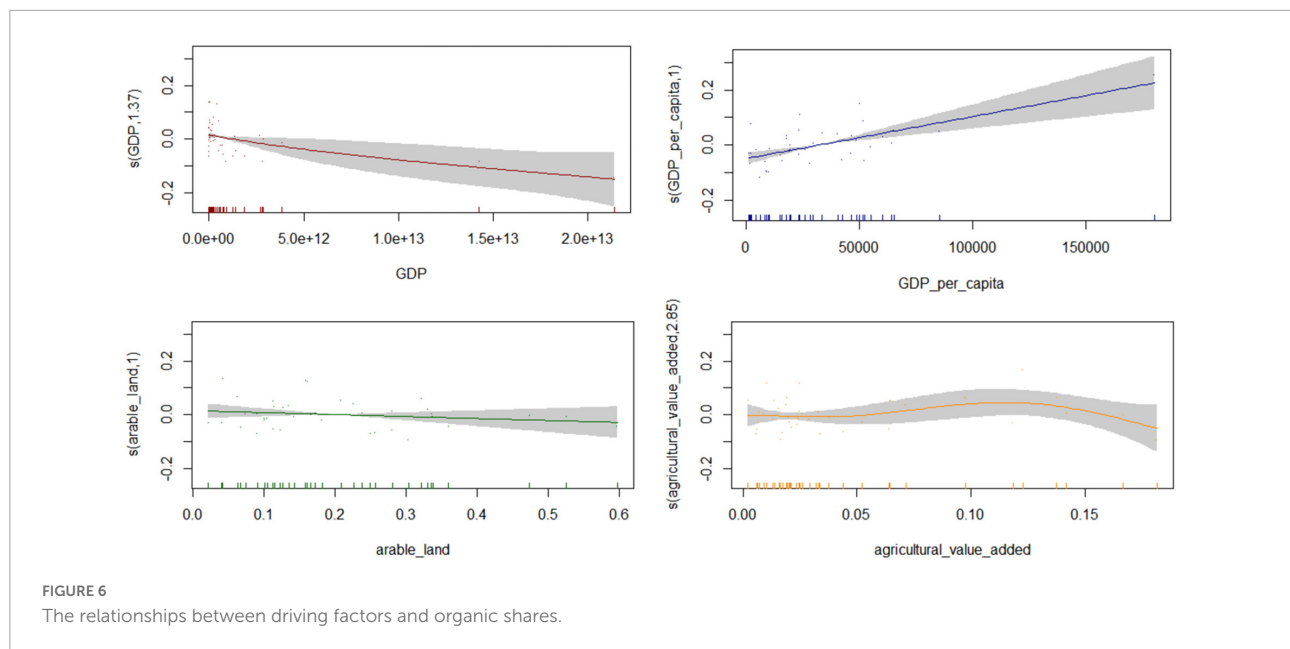 s(GDP,1.37)
0.2
0.0
-0.2
0.0e+00 5.0e+12 1.0e+13 1.5e+13 2.0e+13
GDP
s(GDP_per_capita,1)
0.2
0.0
-0.2
0 50000 100000 150000
GDP_per_capita
s(arable_land,1)
0.2
0.0
-0.2
0.0 0.1 0.2 0.3 0.4 0.5 0.6
arable_land
s(agricultural_value_added,2.85)
0.2
0.0
-0.2
0.00 0.05 0.10 0.15
agricultural_value_added
FIGURE 6
The relationships between driving factors and organic shares.